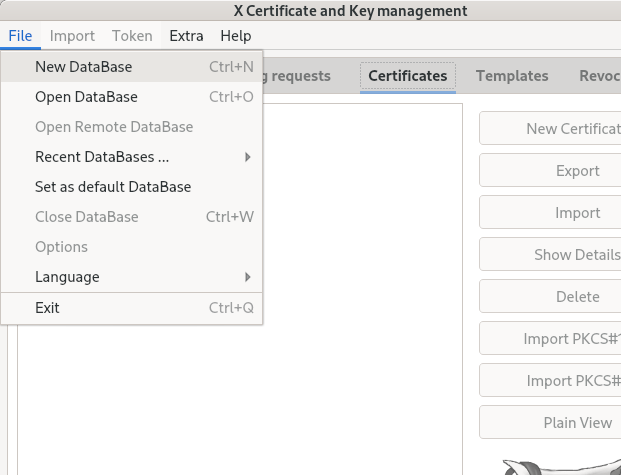 X Certificate and Key management
File Import Token Extra Help
New DataBase Ctrl+N
Open DataBase Ctrl+O
Open Remote DataBase
Recent DataBases ...
Set as default DataBase
Close DataBase Ctrl+W
Options
Language
Exit Ctrl+Q
requests Certificates Templates Revoc
New Certificat
Export
Import
Show Details
Delete
Import PKCS#
Import PKCS#
Plain View